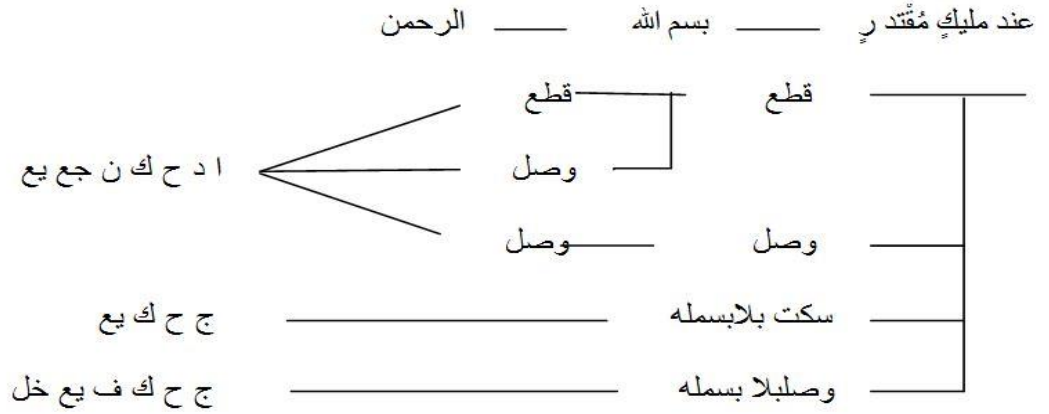 عند مليكٍ مُقْتد رٍ بسم الله الرحمن
قطع قطع
وصل
ا د ح ك ن جع يع
وصل وصل
سكت بلابسمله ج ح ك يع
وصلبلا بسمله ج ح ك ف يع خل